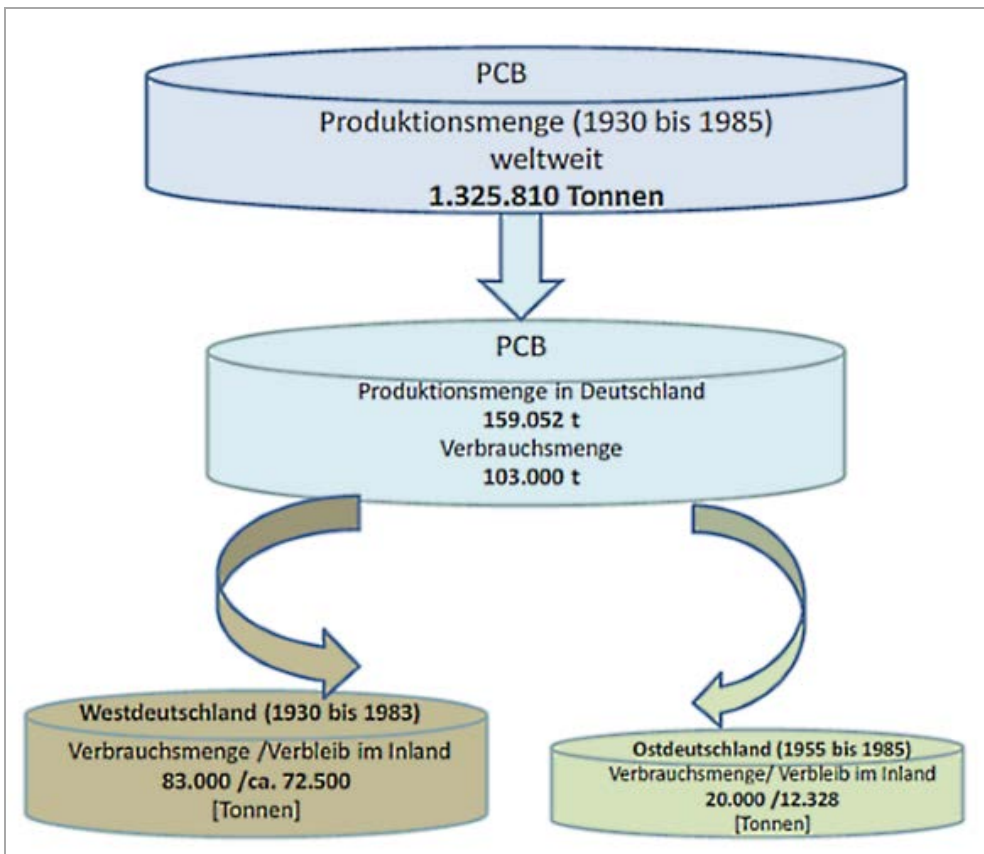 PCB
Produktionsmenge (1930 bis 1985)
weltweit
1.325.810 Tonnen
PCB
Produktionsmenge in Deutschland
159.052 t
Verbrauchsmenge
103.000 t
Westdeutschland (1930 bis 1983)
Verbrauchsmenge /Verbleib im Inland
83.000 /ca. 72.500
[Tonnen]
Ostdeutschland (1955 bis 1985)
Verbrauchsmenge/ Verbleib im Inland
20.000 /12.328
[Tonnen]